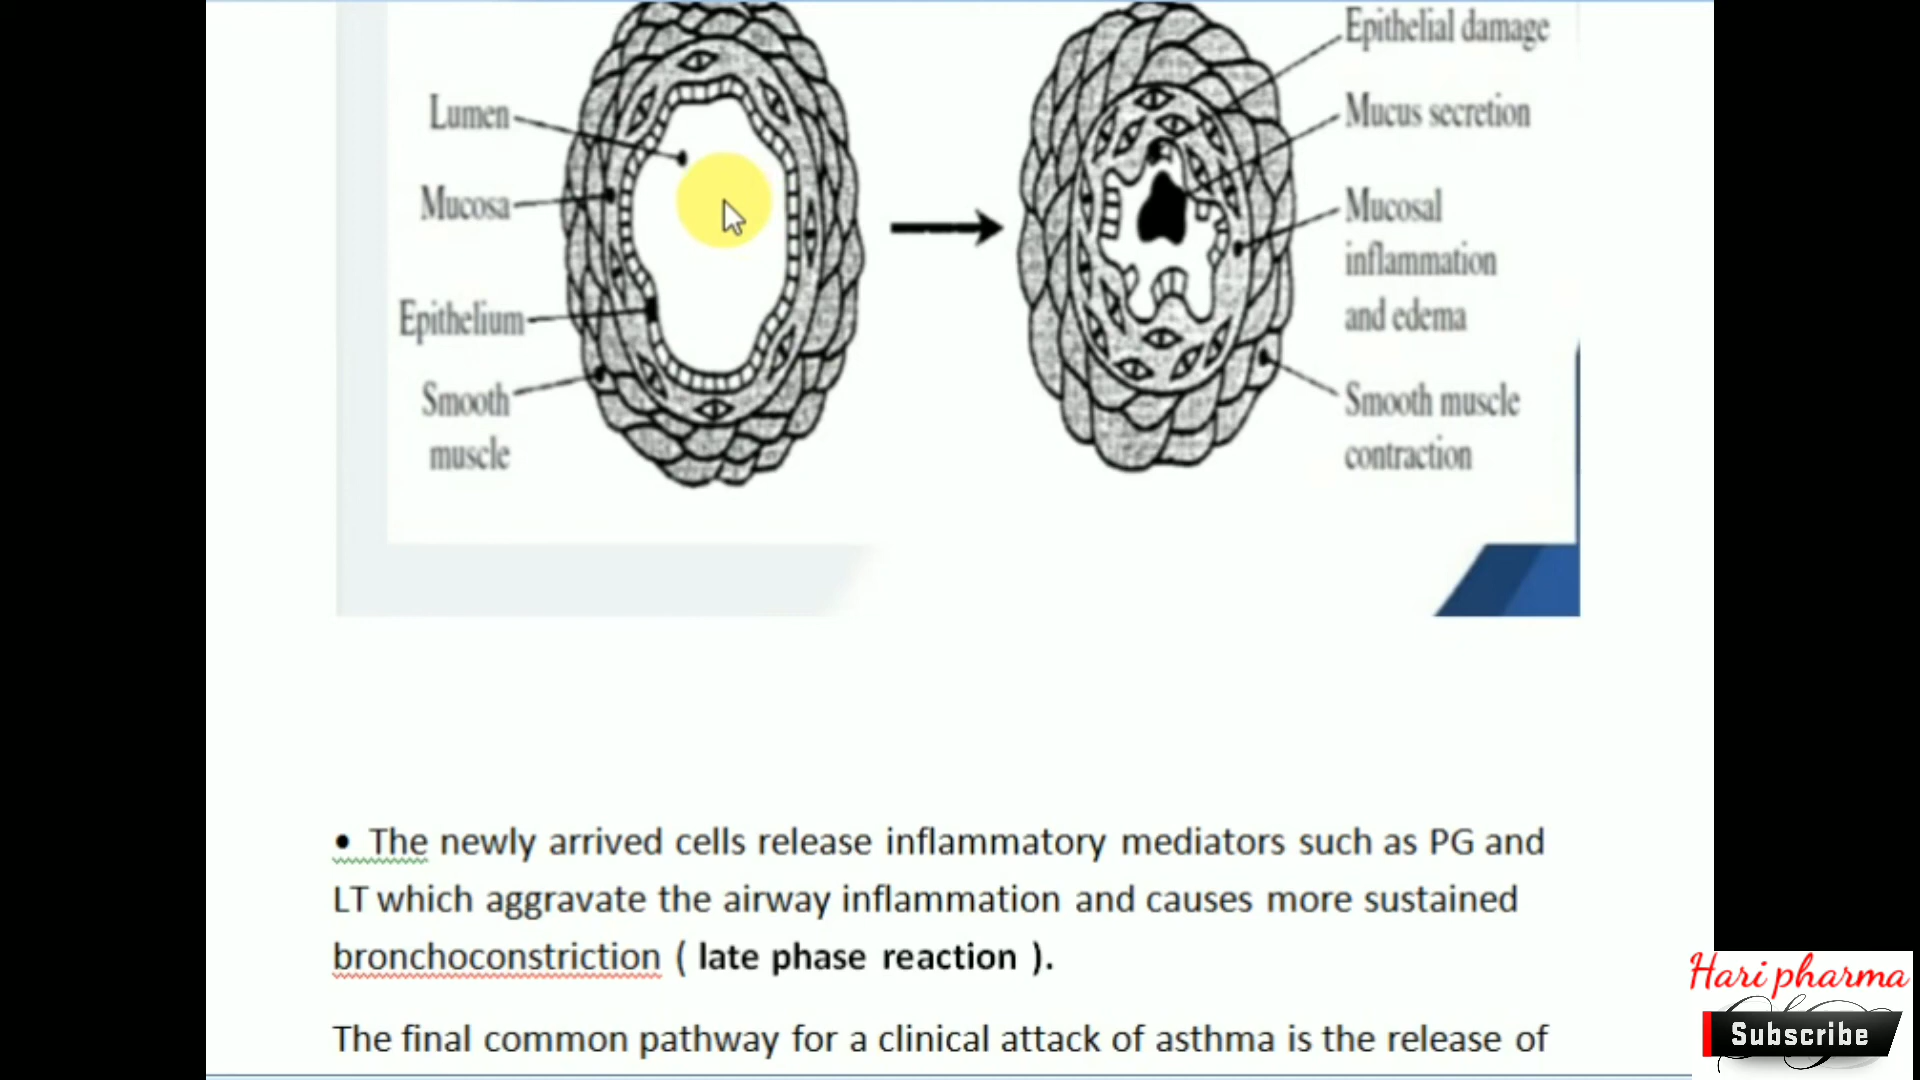 Lumen
Mucosa
Epithelium
Smooth
muscle
Epithelial damage
Mucus secretion
Mucosal
inflammation
and edema
Smooth muscle
contraction
• The newly arrived cells release inflammatory mediators such as PG and
LT which aggravate the airway inflammation and causes more sustained
bronchoconstriction ( late phase reaction ).
The final common pathway for a clinical attack of asthma is the release of
Hari pharma
Subscribe